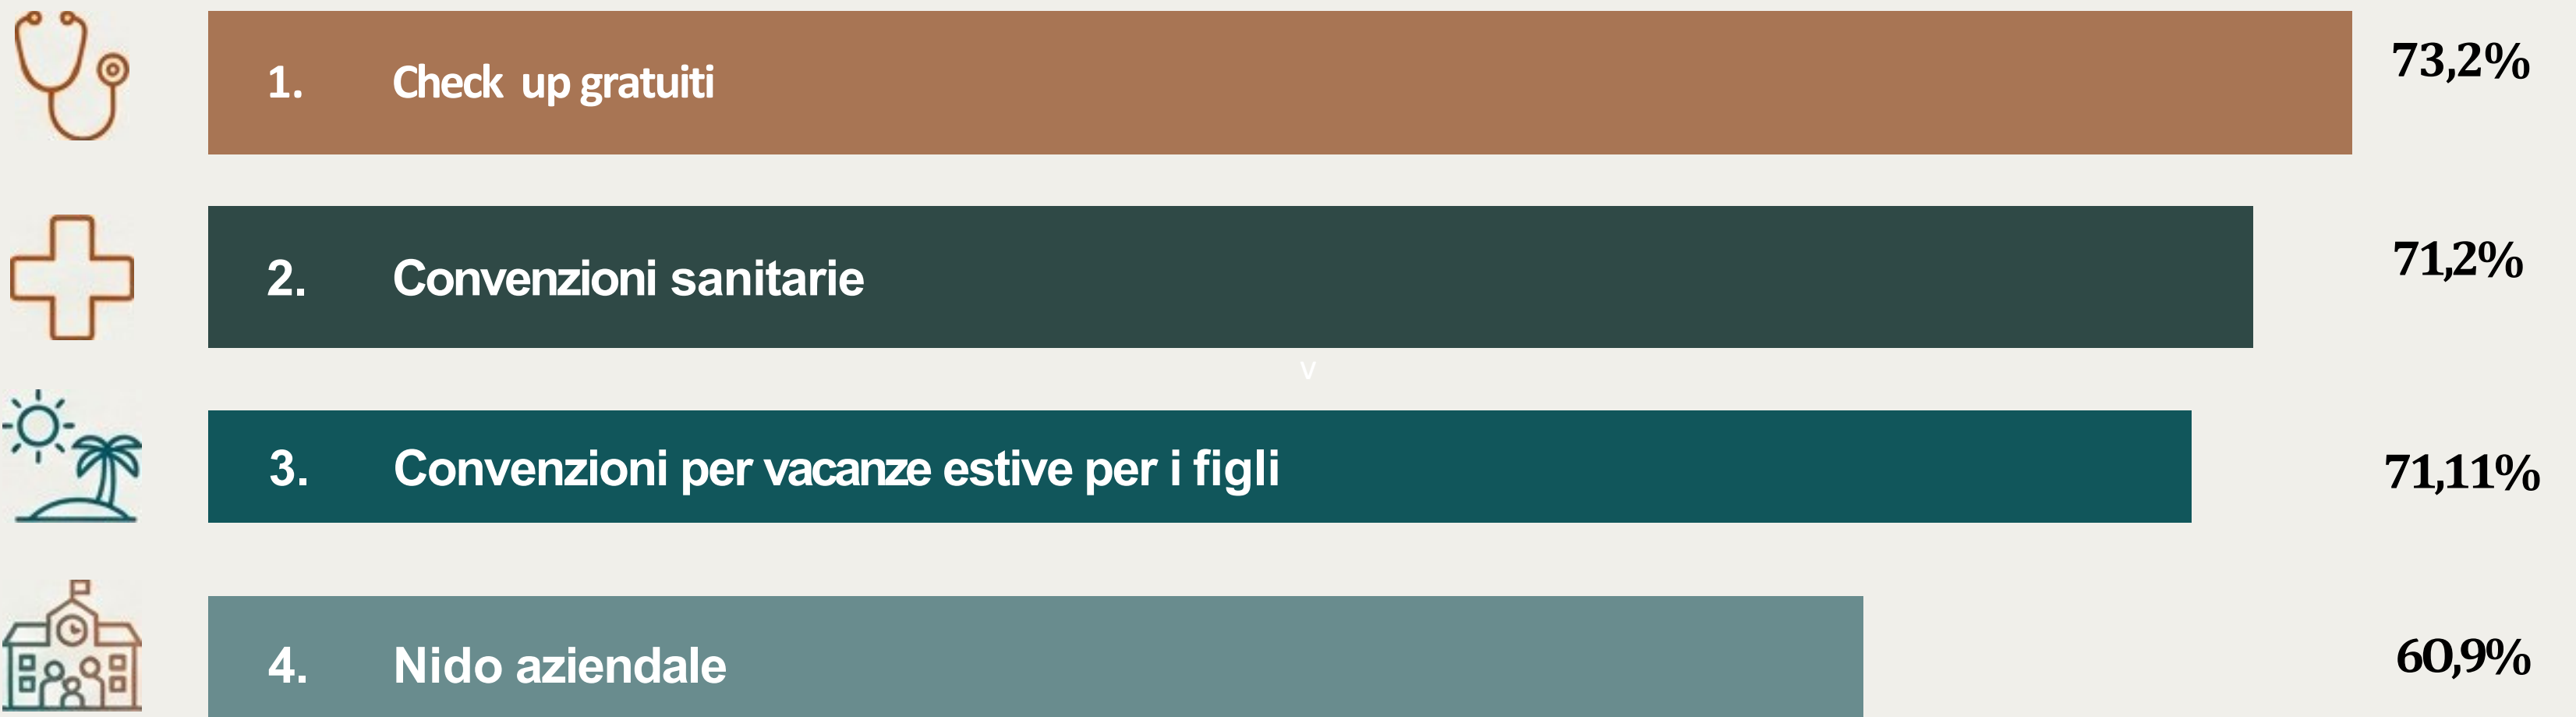 1. Check up gratuiti 73,2%
2. Convenzioni sanitarie 71,2%
v
3. Convenzioni per vacanze estive per i figli 71,11%
4. Nido aziendale 60,9%